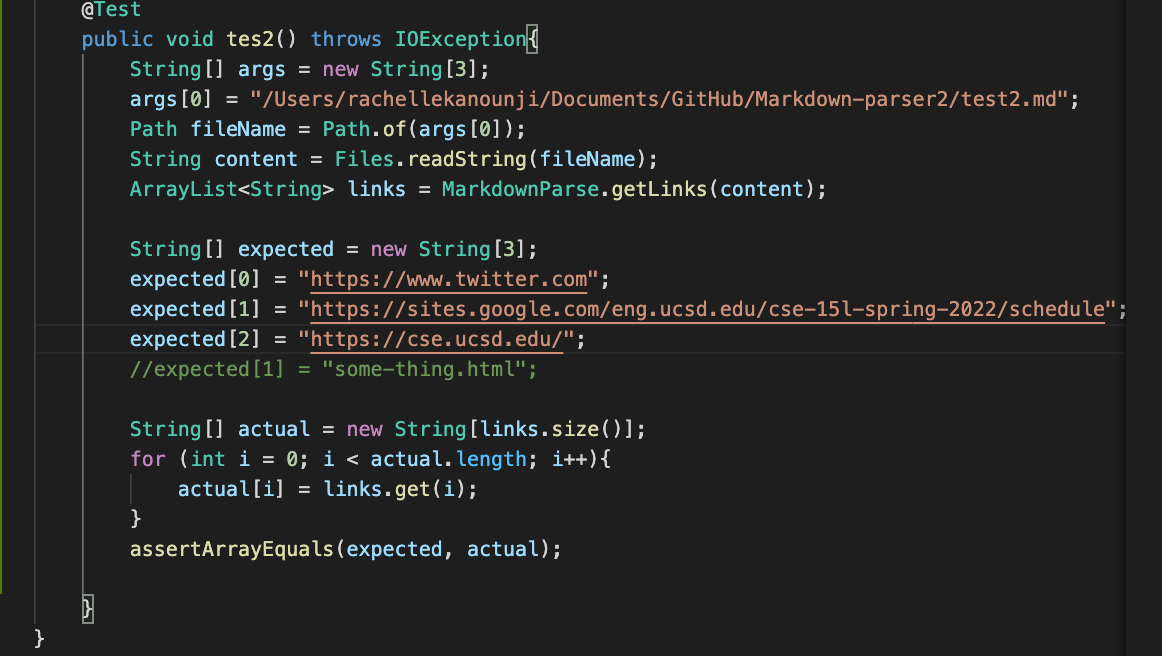 @Test
public void tes2() throws IOException{
String[] args = new String[3];
args[0] = "/Users/rachellekanounji/Documents/GitHub/Markdown-parser2/test2.md";
Path fileName = Path.of(args[0]);
String content = Files.readString(fileName);
ArrayList<String> links = MarkdownParse.getLinks(content);
String[] expected = new String[3];
expected[0] = "https://www.twitter.com";
expected[1] = "https://sites.google.com/eng.ucsd.edu/cse-15l-spring-2022/schedule";
expected[2] = "https://cse.ucsd.edu/";
//expected[1] = "some-thing.html";
String[] actual = new String[links.size()];
for (int i = 0; i < actual.length; i++){
actual[i] = links.get(i);
}
assertArrayEquals(expected, actual);
}
}